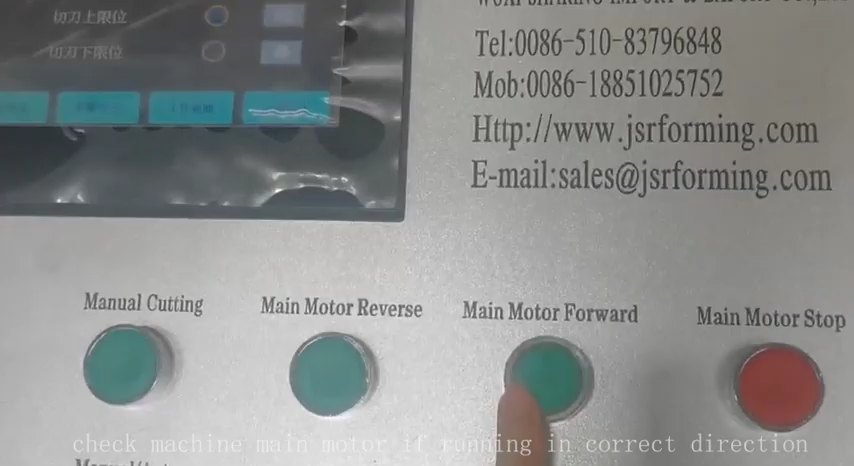 切刀上限位
切刀下限位
Tel:0086-510-83796848
Mob:0086-18851025752
Http://www.jsrforming.com
E-mail:sales@jsrforming.com
Manual Cutting
Main Motor Reverse
Main Motor Forward
Main Motor Stop
check machine main motor if running in correct direction